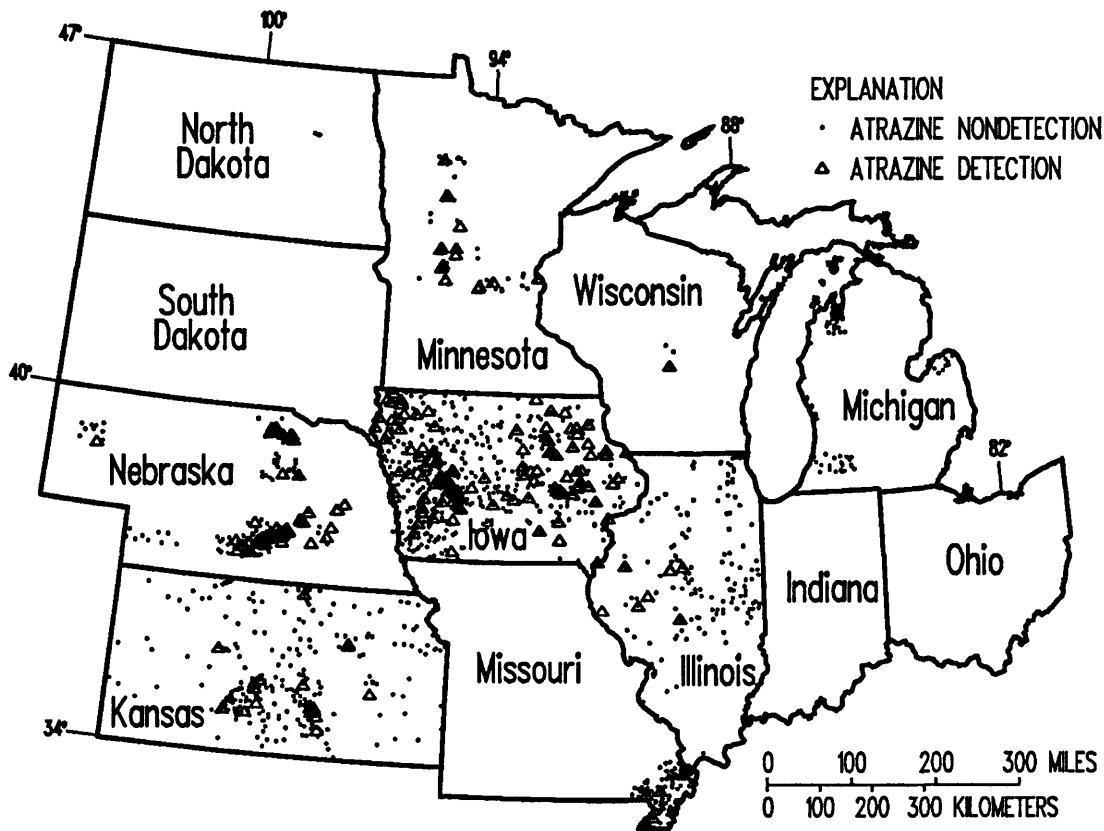 100°
47°
94°
EXPLANATION
88°
ATRAZINE NONDETECTION
ATRAZINE DETECTION
North
Dakota
Wisconsin
South
Dakota
Minnesota
40°
Michigan
82°
Nebraska
Iowa
Ohio
Indiana
Missouri
Illinois
Kansas
34°
0 100 200 300 MILES
0 100 200 300 KILOMETERS